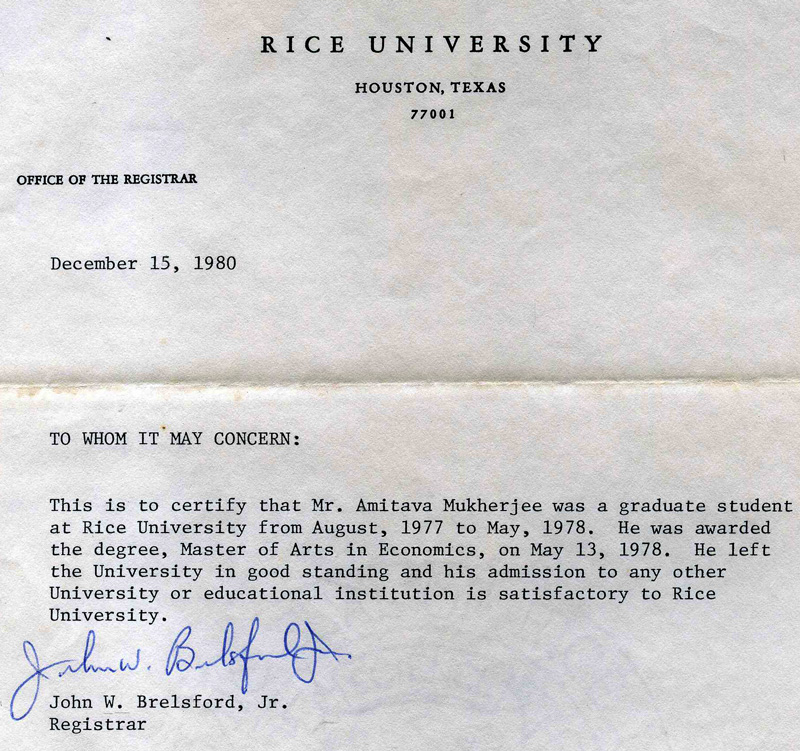 RICE UNIVERSITY
HOUSTON, TEXAS
77001
OFFICE OF THE REGISTRAR
December 15, 1980
TO WHOM IT MAY CONCERN:
This is to certify that Mr. Amitava Mukherjee was a graduate student
at Rice University from August, 1977 to May, 1978.  He was awarded
the degree, Master of Arts in Economics, on May 13, 1978.  He left
the University in good standing and his admission to any other
University or educational institution is satisfactory to Rice
University.
John W. Brelsford Jr.
John W. Brelsford, Jr.
Registrar